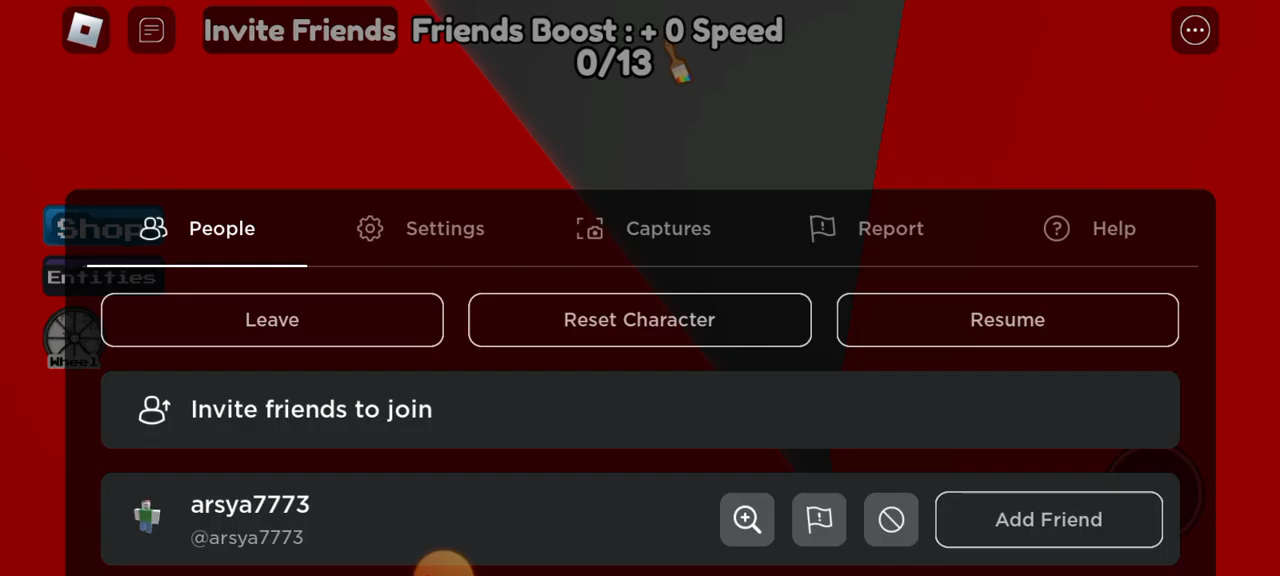 Invite Friends Friends Boost : + 0 Speed
0/13
Shop
People Settings Captures Report Help
Entities
Leave Reset Character Resume
Wheel
Invite friends to join
arsya7773
@arsya7773
Add Friend